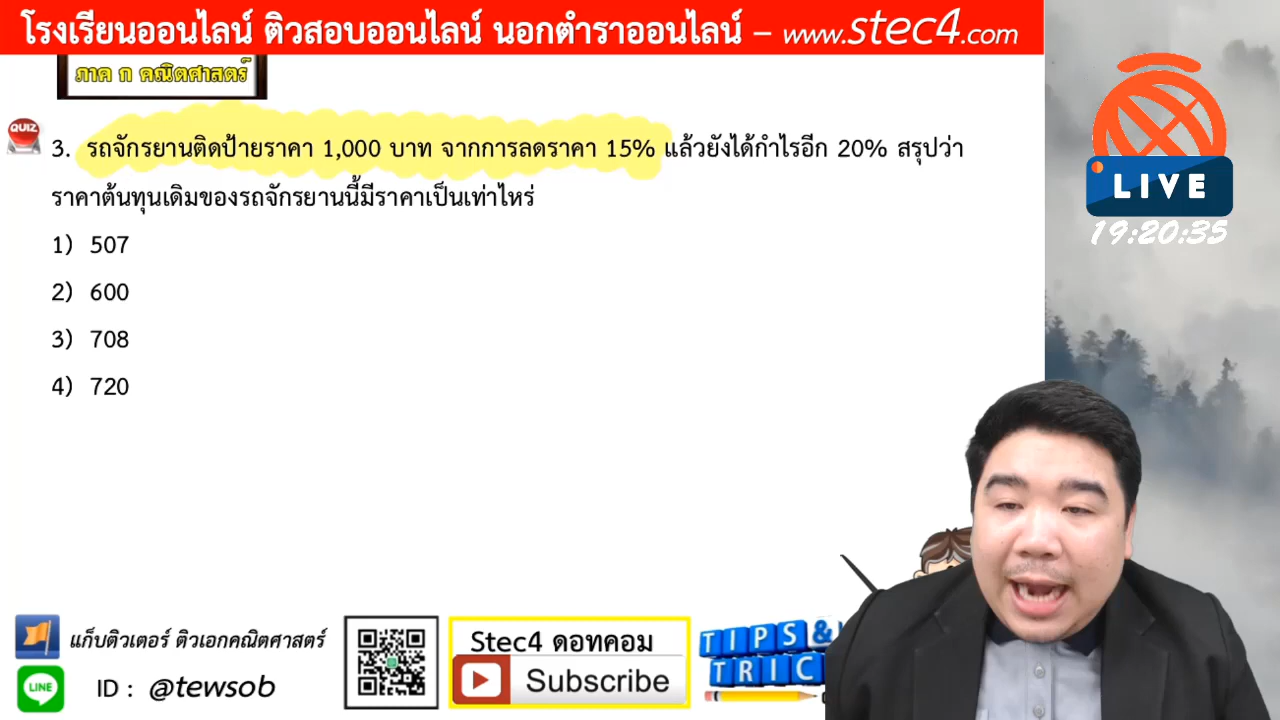 โรงเรียนออนไลน์ ติวสอบออนไลน์ นอกตำราออนไลน์ – www.stec4.com
ภาค ก คณิตศาสตร์
QUIZ
3. รถจักรยานติดป้ายราคา 1,000 บาท จากการลดราคา 15% แล้วยังได้กำไรอีก 20% สรุปว่า
ราคาต้นทุนเดิมของรถจักรยานนี้มีราคาเป็นเท่าไหร่
1) 507
2) 600
3) 708
4) 720
LIVE
19:20:35
แก็บติวเตอร์ ติวเอกคณิตศาสตร์
LINE
ID : @tewsob
Stec4 ดอทคอม
Subscribe
TIPS &